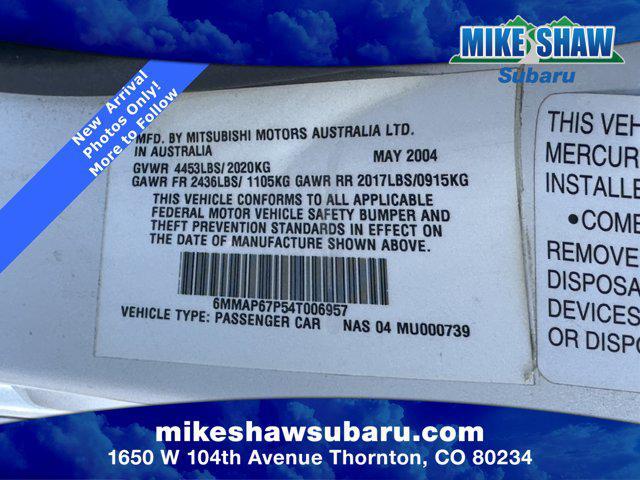 MIKE SHAW
Subaru
New Arrival
Photos Only!
More to Follow
MFD. BY MITSUBISHI MOTORS AUSTRALIA LTD.
IN AUSTRALIA MAY 2004
GVWR 4453LBS/ 2020KG
GAWR FR 2436LBS/ 1105KG GAWR RR 2017LBS/0915KG
THIS VEHICLE CONFORMS TO ALL APPLICABLE
FEDERAL MOTOR VEHICLE SAFETY BUMPER AND
THEFT PREVENTION STANDARDS IN EFFECT ON
THE DATE OF MANUFACTURE SHOWN ABOVE.
6MMAP67P54T006957
VEHICLE TYPE: PASSENGER CAR NAS 04 MU000739
THIS VEH
MERCUR
INSTALLE
•COMB
REMOVE
DISPOSA
DEVICES
OR DISPO
mikeshawsubaru.com
1650 W 104th Avenue Thornton, CO 80234